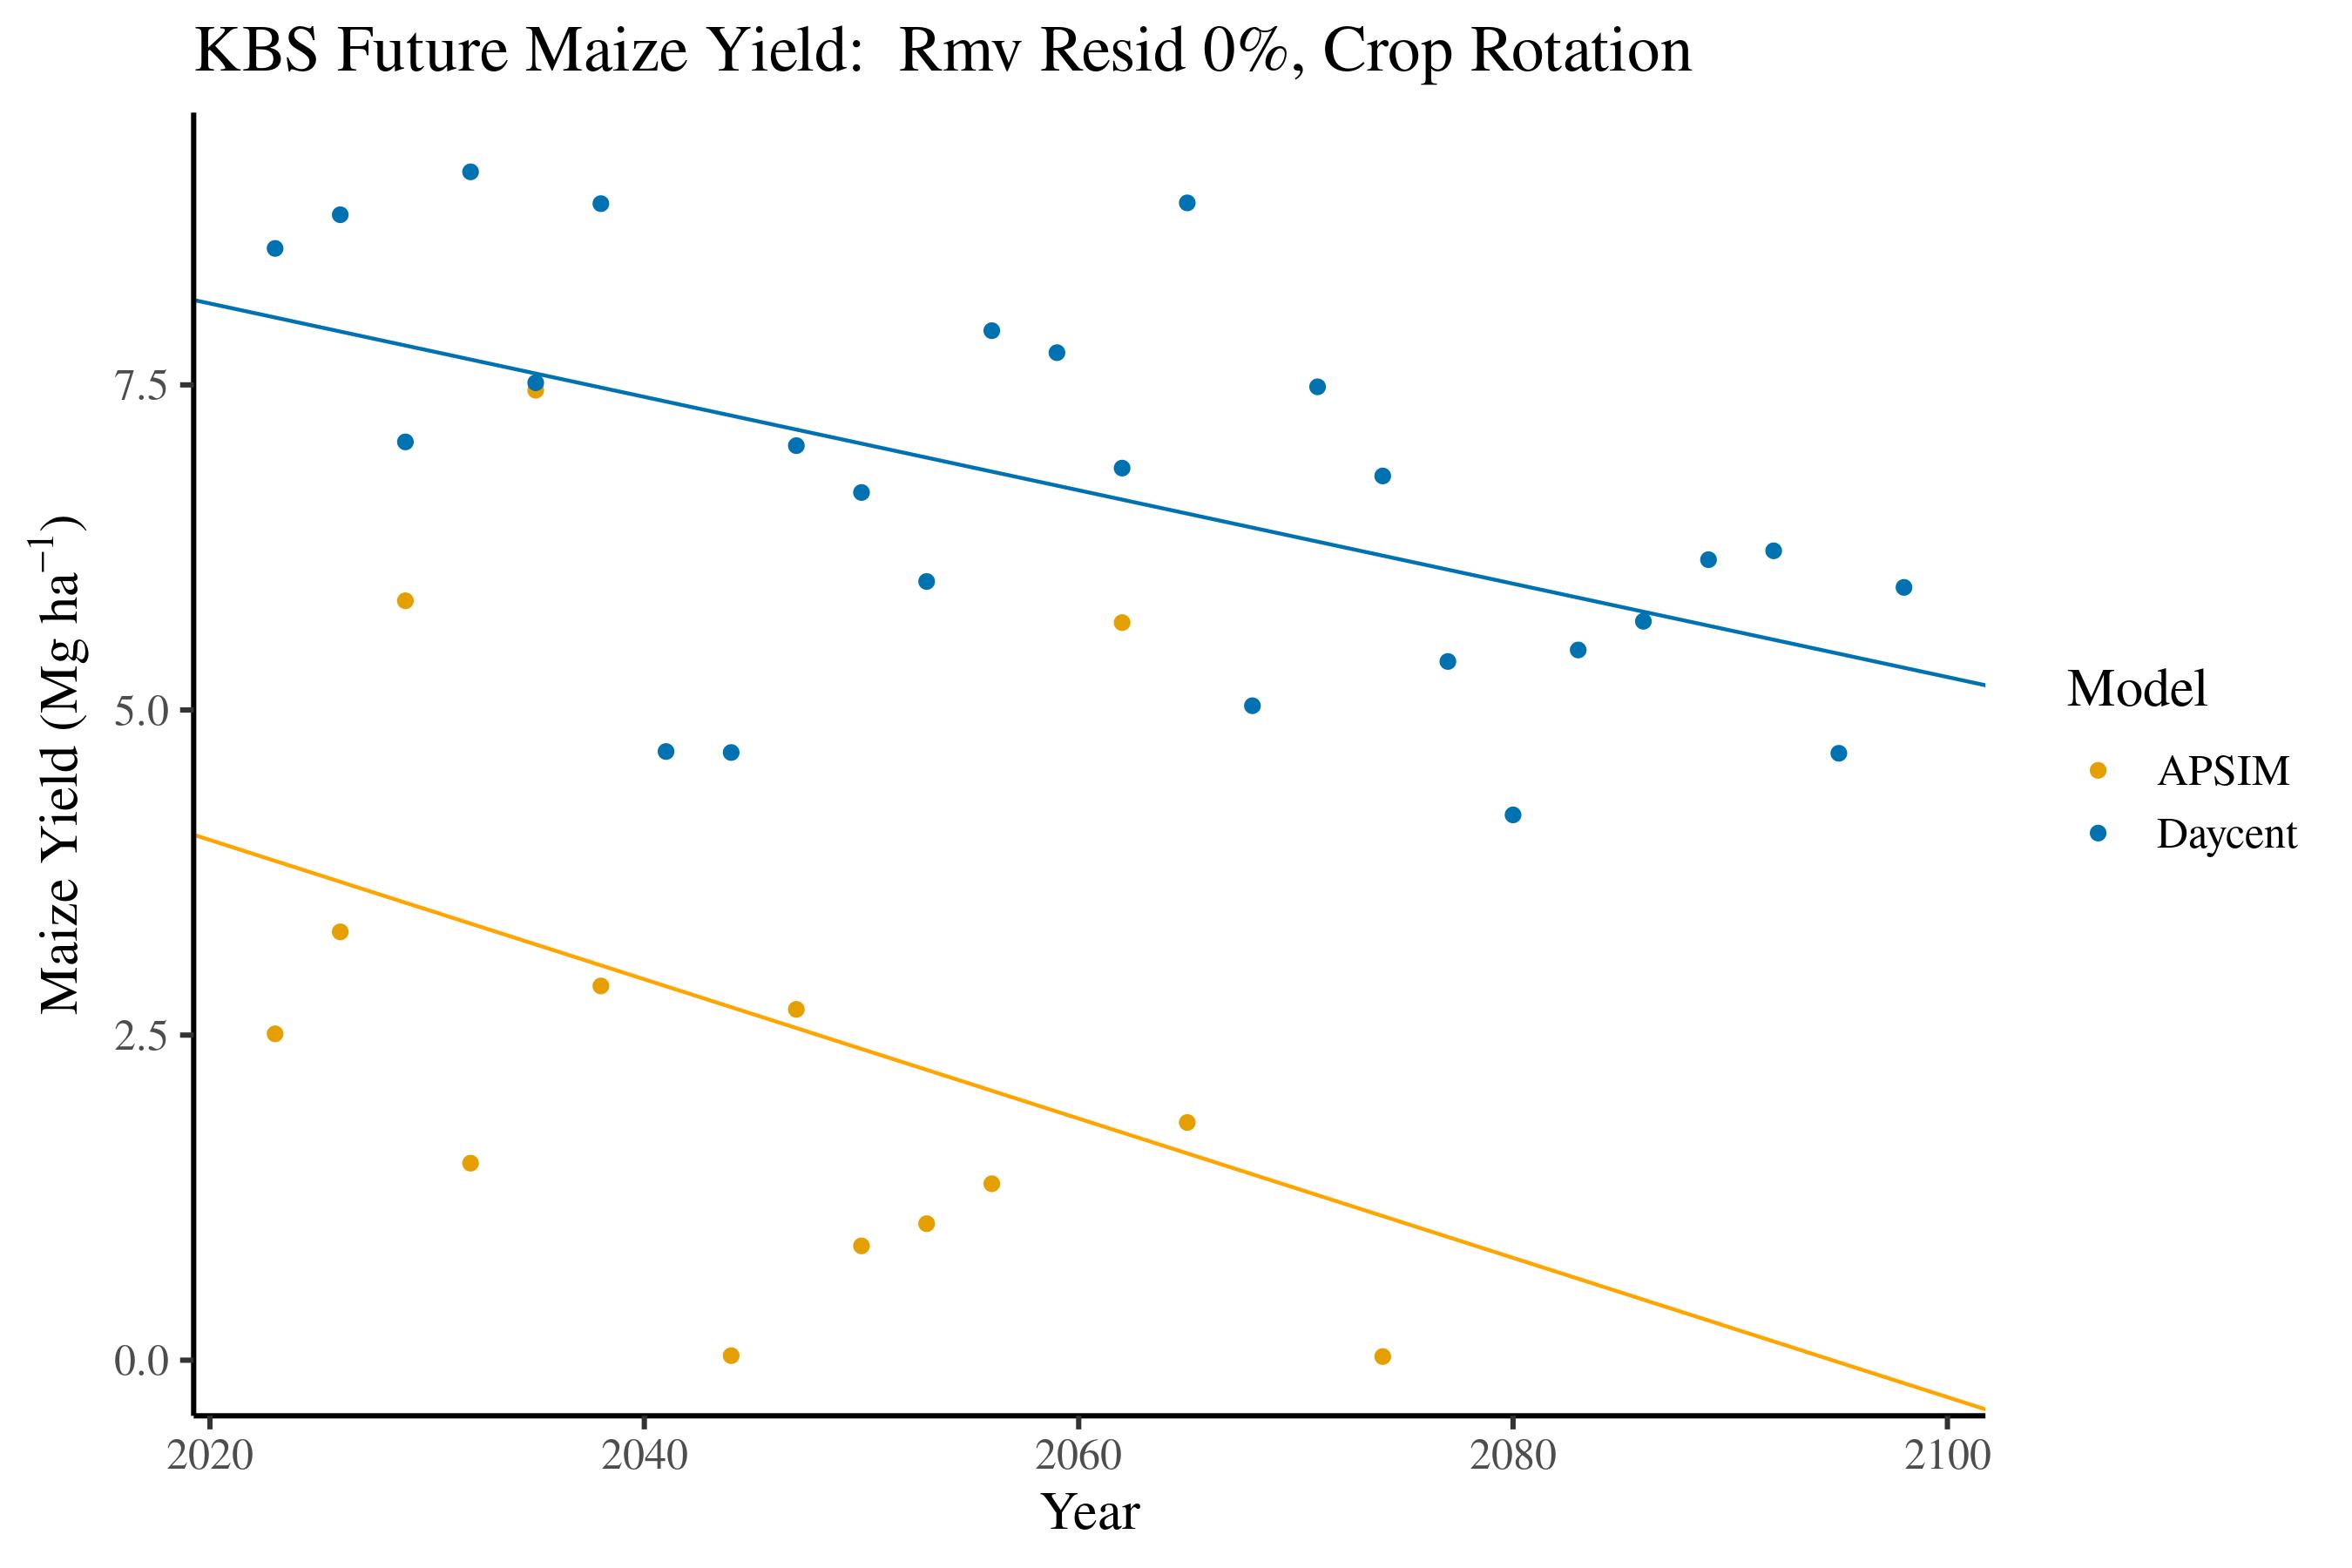 KBS Future Maize Yield:  Rmv Resid 0%, Crop Rotation
Maize Yield (Mg ha⁻¹)
7.5
5.0
2.5
0.0
2020 2040 2060 2080 2100
Year
Model
APSIM
Daycent